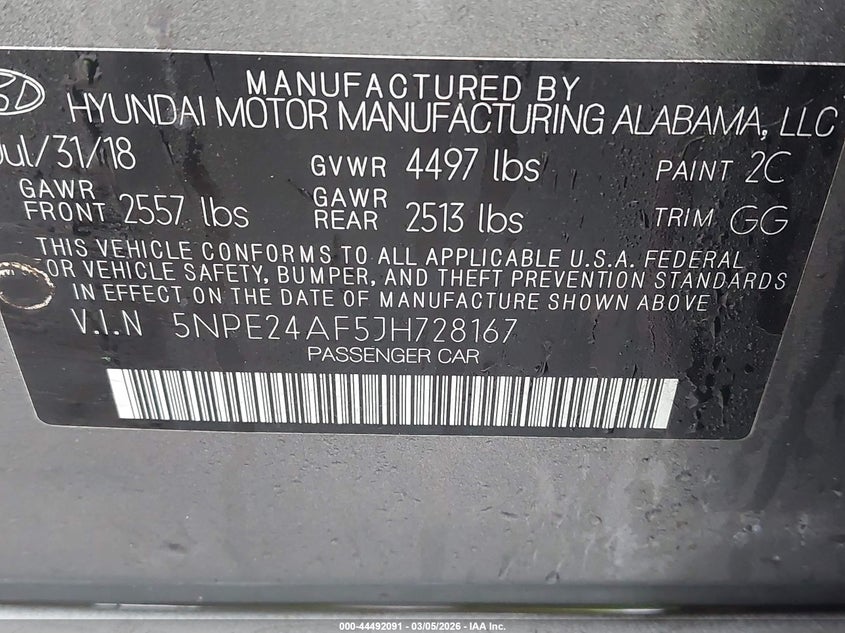 MANUFACTURED BY
HYUNDAI MOTOR MANUFACTURING ALABAMA, LLC
Jul/31/18 GVWR 4497 lbs PAINT 2C
GAWR FRONT 2557 lbs GAWR REAR 2513 lbs TRIM GG
THIS VEHICLE CONFORMS TO ALL APPLICABLE U.S.A. FEDERAL
OR VEHICLE SAFETY, BUMPER, AND THEFT PREVENTION STANDARDS
IN EFFECT ON THE DATE OF MANUFACTURE SHOWN ABOVE
V.I.N 5NPE24AF5JH728167
PASSENGER CAR
000-44492091 - 03/05/2026 - IAA Inc.